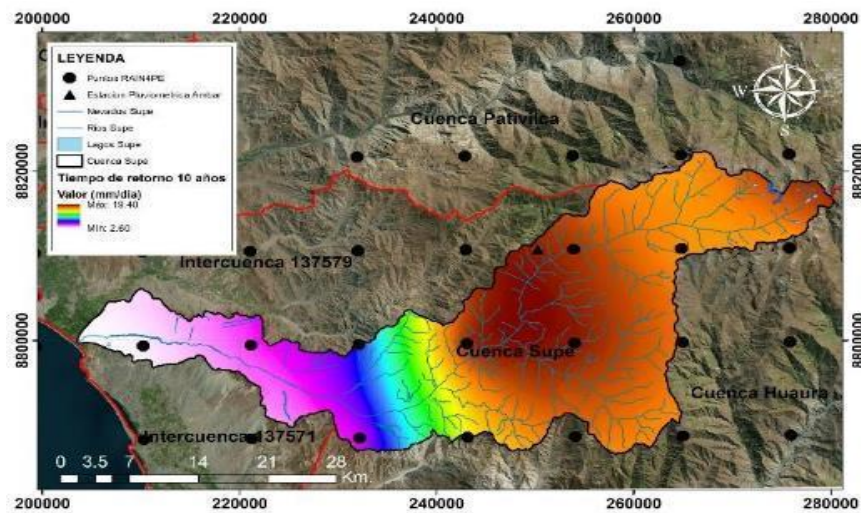 200000 220000 240000 260000 280000
LEYENDA
Puntos RAIN4PE
Estacion Pluviometrica Ambar
Nevados Supe
Rios Supe
Lagos Supe
Cuenca Supe
Tiempo de retorno 10 años
Valor (mm/dia)
Máx: 19.40
Mín: 2.60
N
W E
S
Cuenca Pativilca
8820000
8820000
Intercuenca 137579
8800000
8800000
Cuenca Supe
Cuenca Huaura
Intercuenca 137571
0 3.5 7 14 21 28
Km.
200000 220000 240000 260000 280000